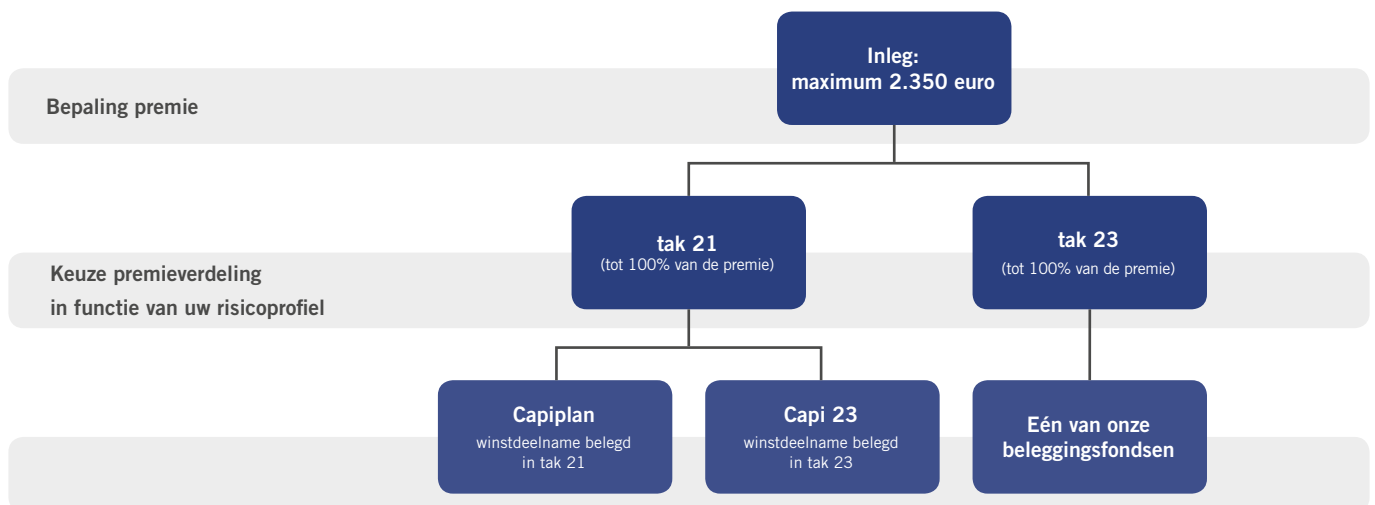 Inleg:
maximum 2.350 euro
Bepaling premie
tak 21
(tot 100% van de premie)
tak 23
(tot 100% van de premie)
Keuze premieverdeling
in functie van uw risicoprofiel
Capiplan
winstdeelname belegd
in tak 21
Capi 23
winstdeelname belegd
in tak 23
Eén van onze
beleggingsfondsen